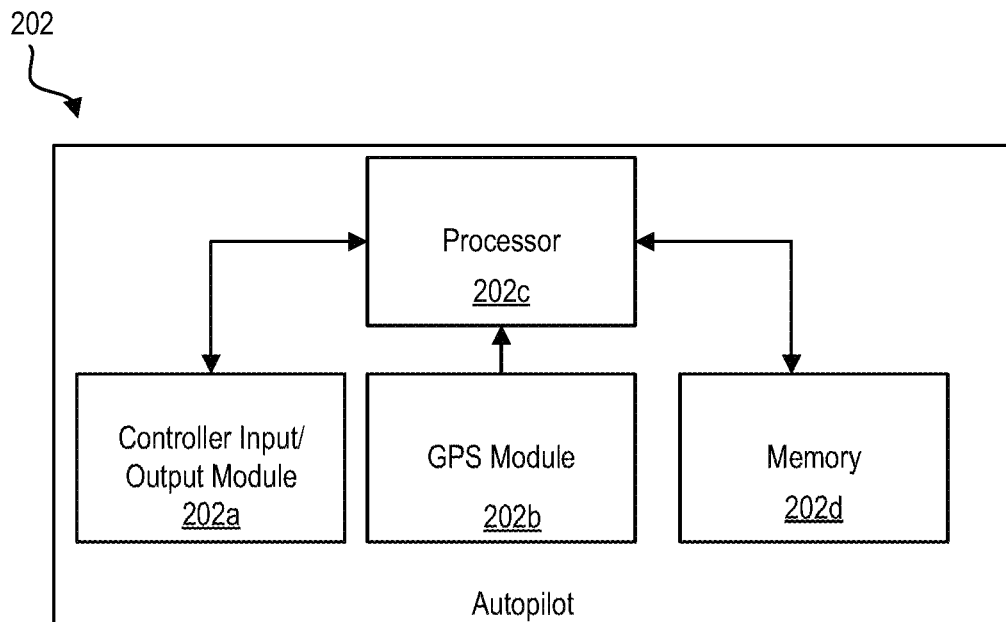 202
Processor
202c
Controller Input/
Output Module
202a
GPS Module
202b
Memory
202d
Autopilot